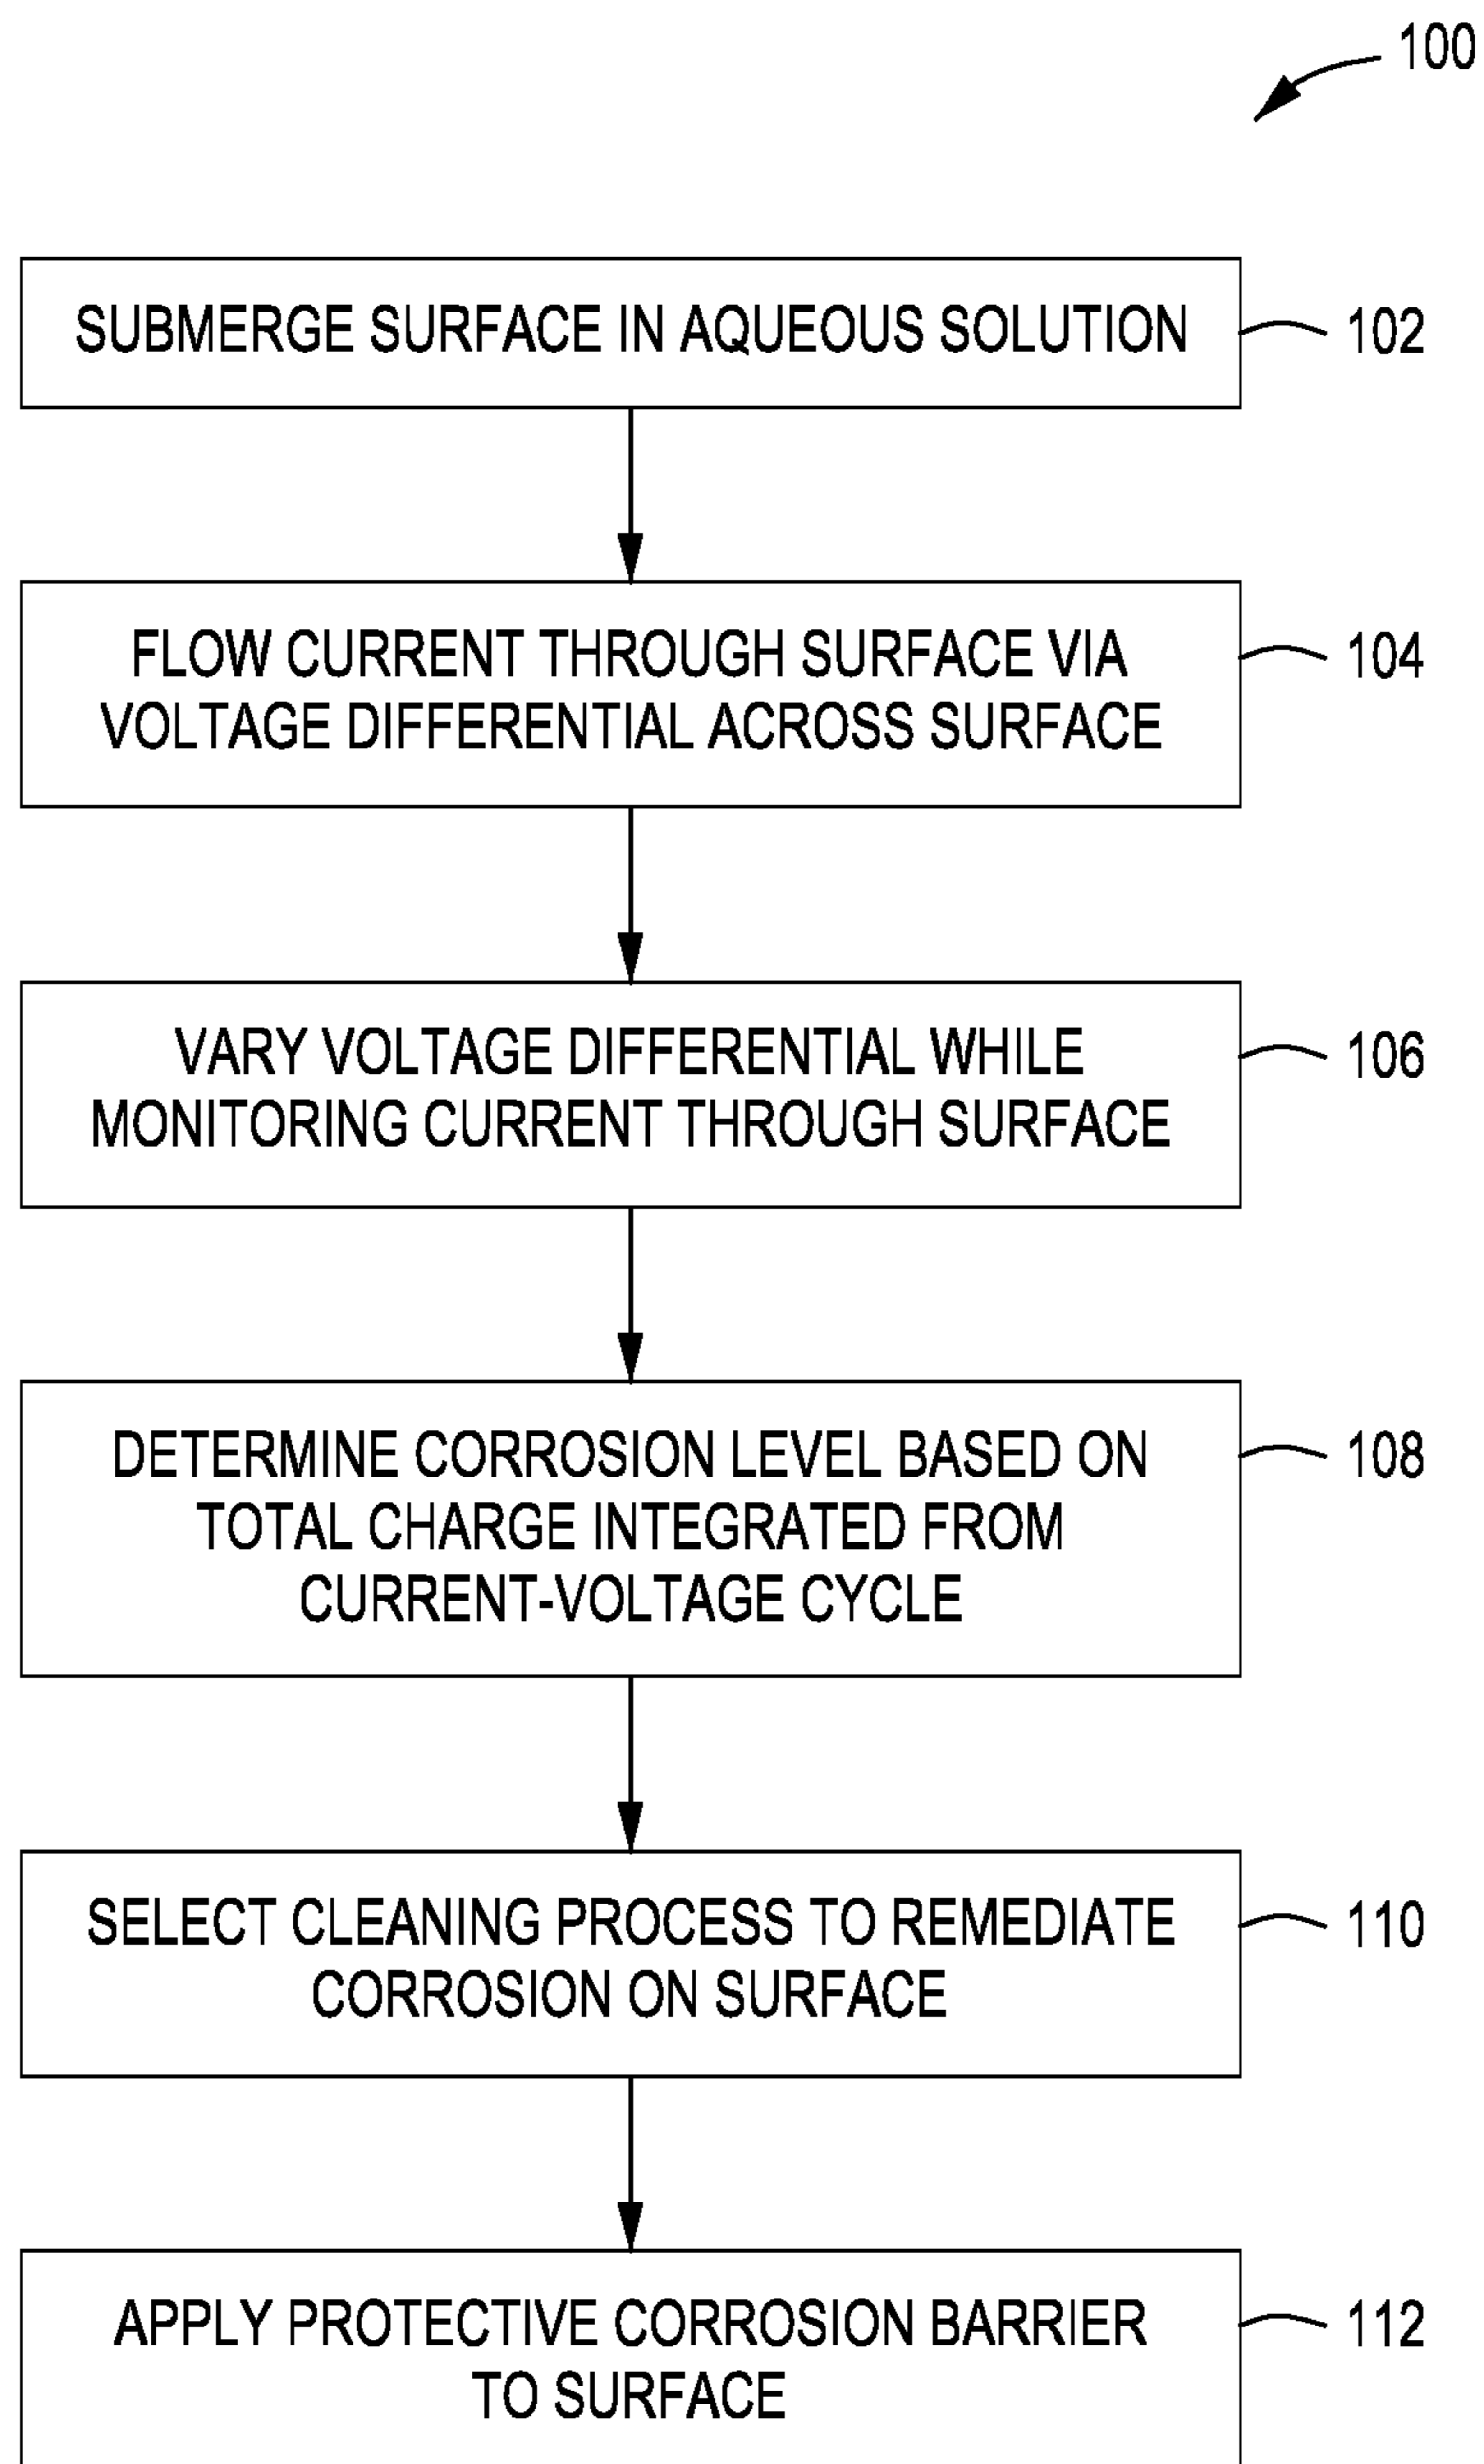 100
SUBMERGE SURFACE IN AQUEOUS SOLUTION
102
FLOW CURRENT THROUGH SURFACE VIA
VOLTAGE DIFFERENTIAL ACROSS SURFACE
104
VARY VOLTAGE DIFFERENTIAL WHILE
MONITORING CURRENT THROUGH SURFACE
106
DETERMINE CORROSION LEVEL BASED ON
TOTAL CHARGE INTEGRATED FROM
CURRENT-VOLTAGE CYCLE
108
SELECT CLEANING PROCESS TO REMEDIATE
CORROSION ON SURFACE
110
APPLY PROTECTIVE CORROSION BARRIER
TO SURFACE
112